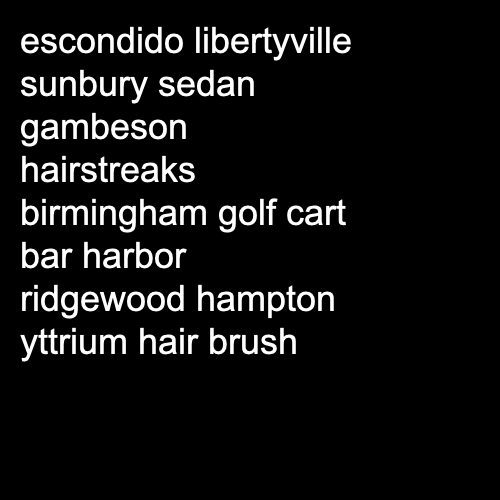 escondido libertyville
sunbury sedan
gambeson
hairstreaks
birmingham golf cart
bar harbor
ridgewood hampton
yttrium hair brush